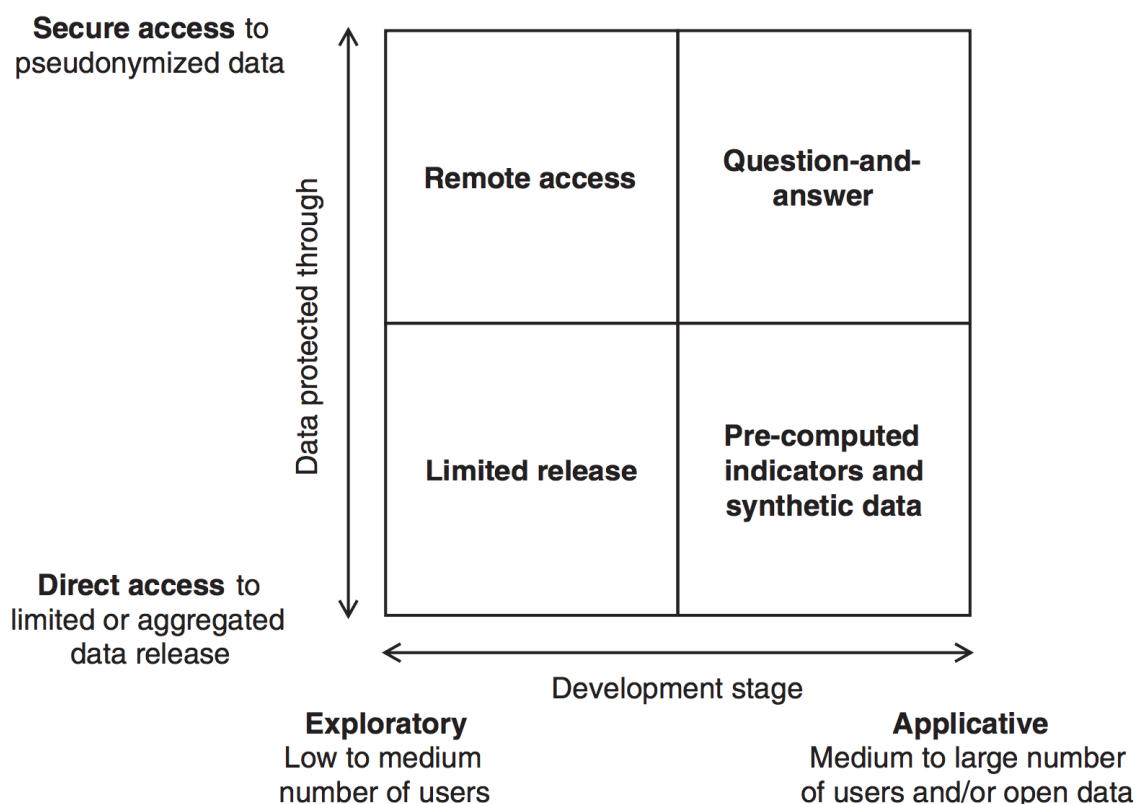 Secure access to
pseudonymized data
Remote access
Question-and-
answer
Data protected through
Limited release
Pre-computed
indicators and
synthetic data
Direct access to
limited or aggregated
data release
Development stage
Exploratory
Low to medium
number of users
Applicative
Medium to large number
of users and/or open data